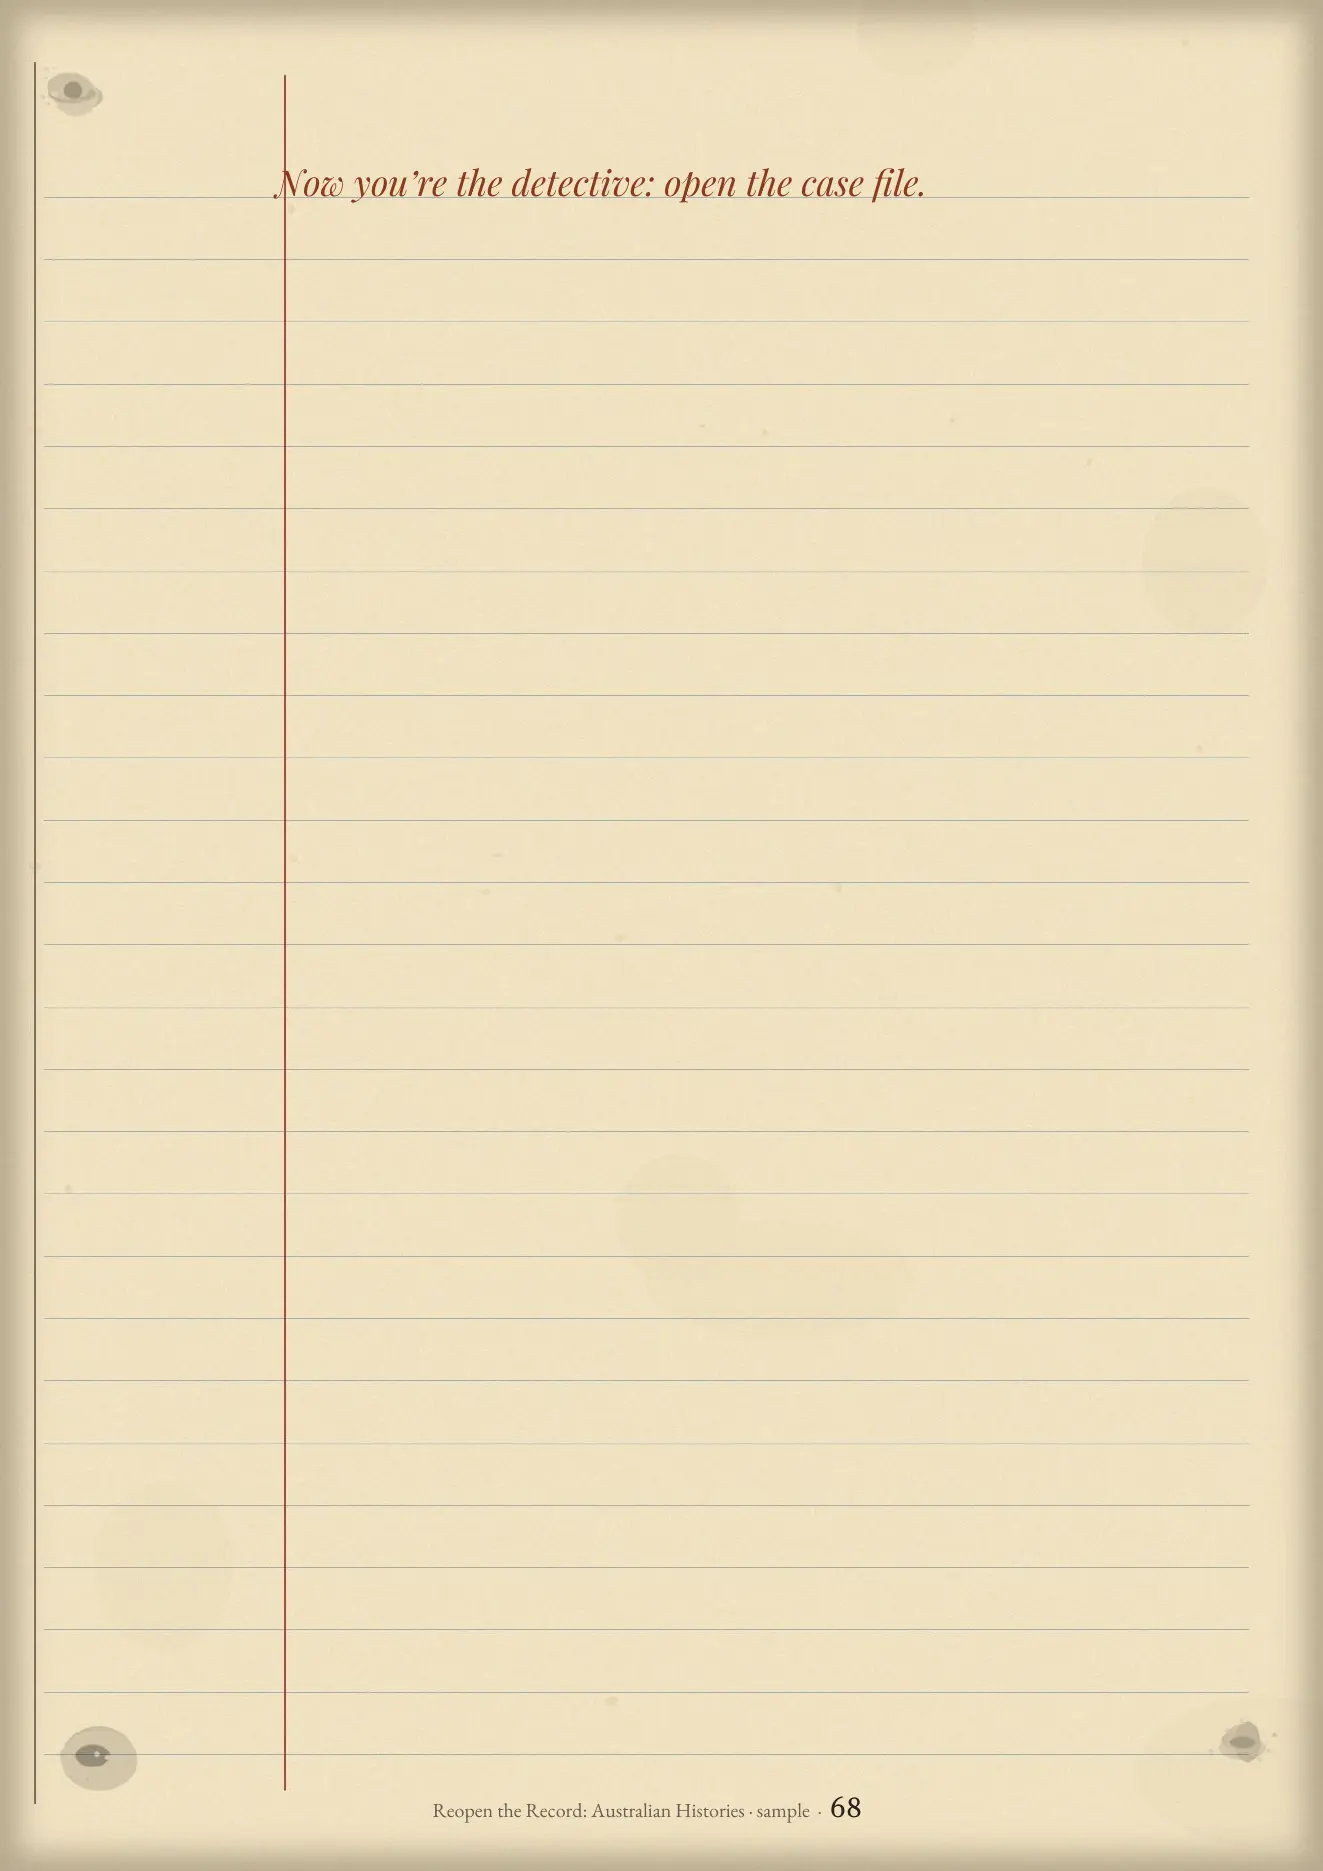 Now you’re the detective: open the case file.
Reopen the Record: Australian Histories · sample · 68